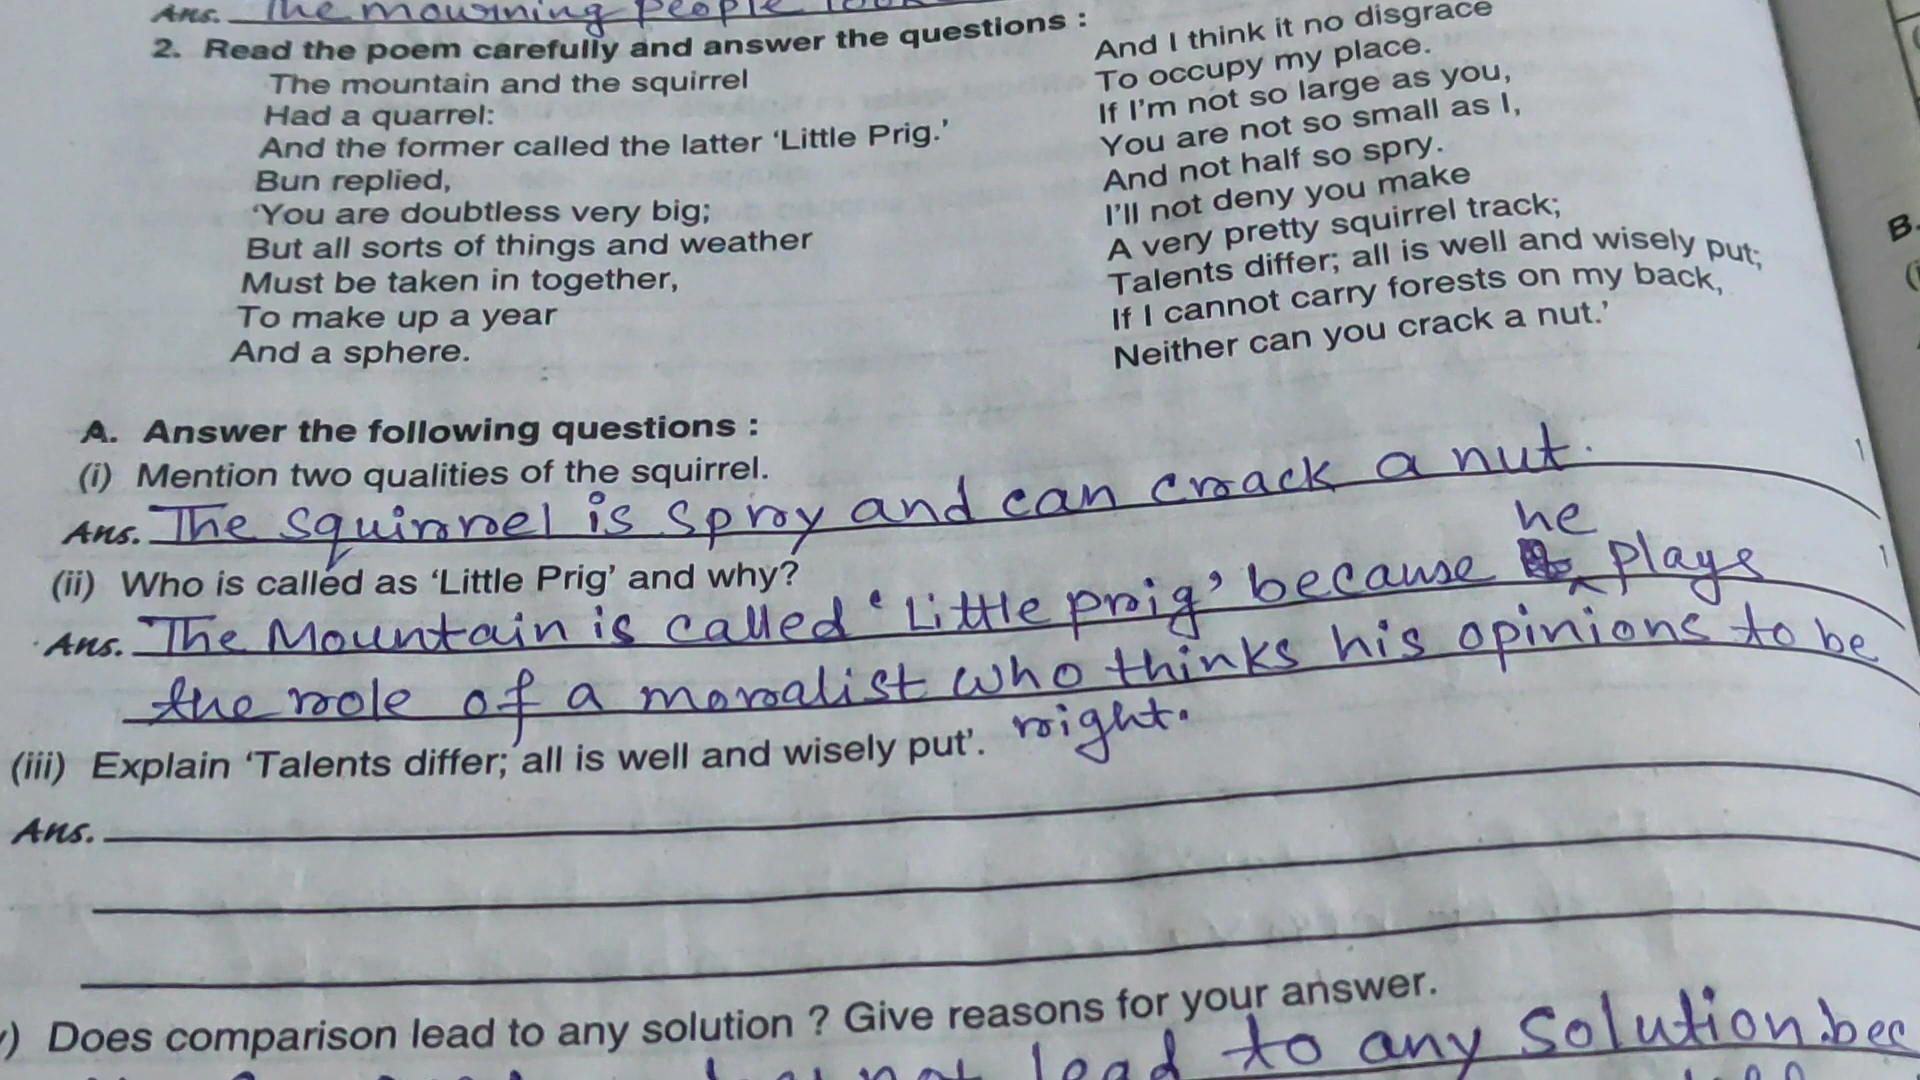 Ans. The mourning people
2. Read the poem carefully and answer the questions :
The mountain and the squirrel
Had a quarrel:
And the former called the latter ‘Little Prig.’
Bun replied,
‘You are doubtless very big;
But all sorts of things and weather
Must be taken in together,
To make up a year
And a sphere.
And I think it no disgrace
To occupy my place.
If I'm not so large as you,
You are not so small as I,
And not half so spry.
I'll not deny you make
A very pretty squirrel track;
Talents differ; all is well and wisely put;
If I cannot carry forests on my back,
Neither can you crack a nut.’
A. Answer the following questions :
(i) Mention two qualities of the squirrel.
Ans. The squirrel is spry and can crack a nut.
(ii) Who is called as ‘Little Prig’ and why?
Ans. The Mountain is called ‘Little prig’ because he plays
the role of a moralist who thinks his opinions to be
right.
(iii) Explain ‘Talents differ; all is well and wisely put’.
Ans.
) Does comparison lead to any solution ? Give reasons for your answer.
not lead to any solution bec
B.